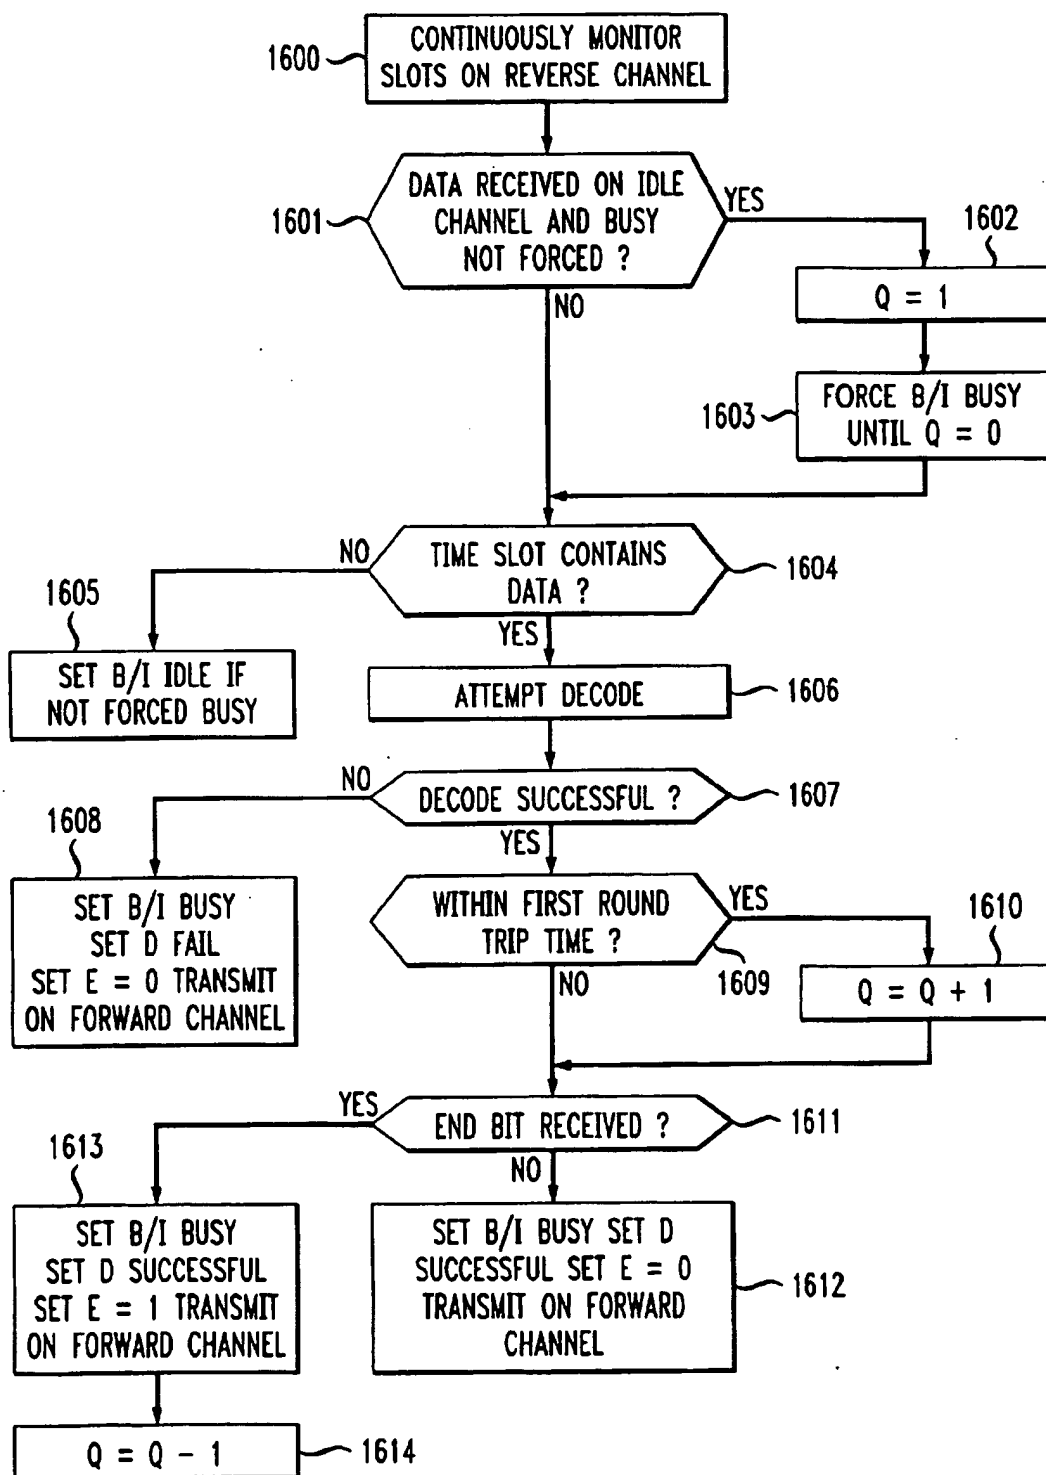 1600
CONTINUOUSLY MONITOR
SLOTS ON REVERSE CHANNEL
1601
DATA RECEIVED ON IDLE
CHANNEL AND BUSY
NOT FORCED ?
YES
NO
1602
Q = 1
1603
FORCE B/I BUSY
UNTIL Q = 0
NO
TIME SLOT CONTAINS
DATA ?
1604
YES
1605
SET B/I IDLE IF
NOT FORCED BUSY
ATTEMPT DECODE
1606
NO
DECODE SUCCESSFUL ?
1607
YES
1608
SET B/I BUSY
SET D FAIL
SET E = 0 TRANSMIT
ON FORWARD CHANNEL
WITHIN FIRST ROUND
TRIP TIME ?
YES
1609
NO
1610
Q = Q + 1
YES
END BIT RECEIVED ?
1611
NO
1613
SET B/I BUSY
SET D SUCCESSFUL
SET E = 1 TRANSMIT
ON FORWARD CHANNEL
SET B/I BUSY SET D
SUCCESSFUL SET E = 0
TRANSMIT ON FORWARD
CHANNEL
1612
Q = Q - 1
1614